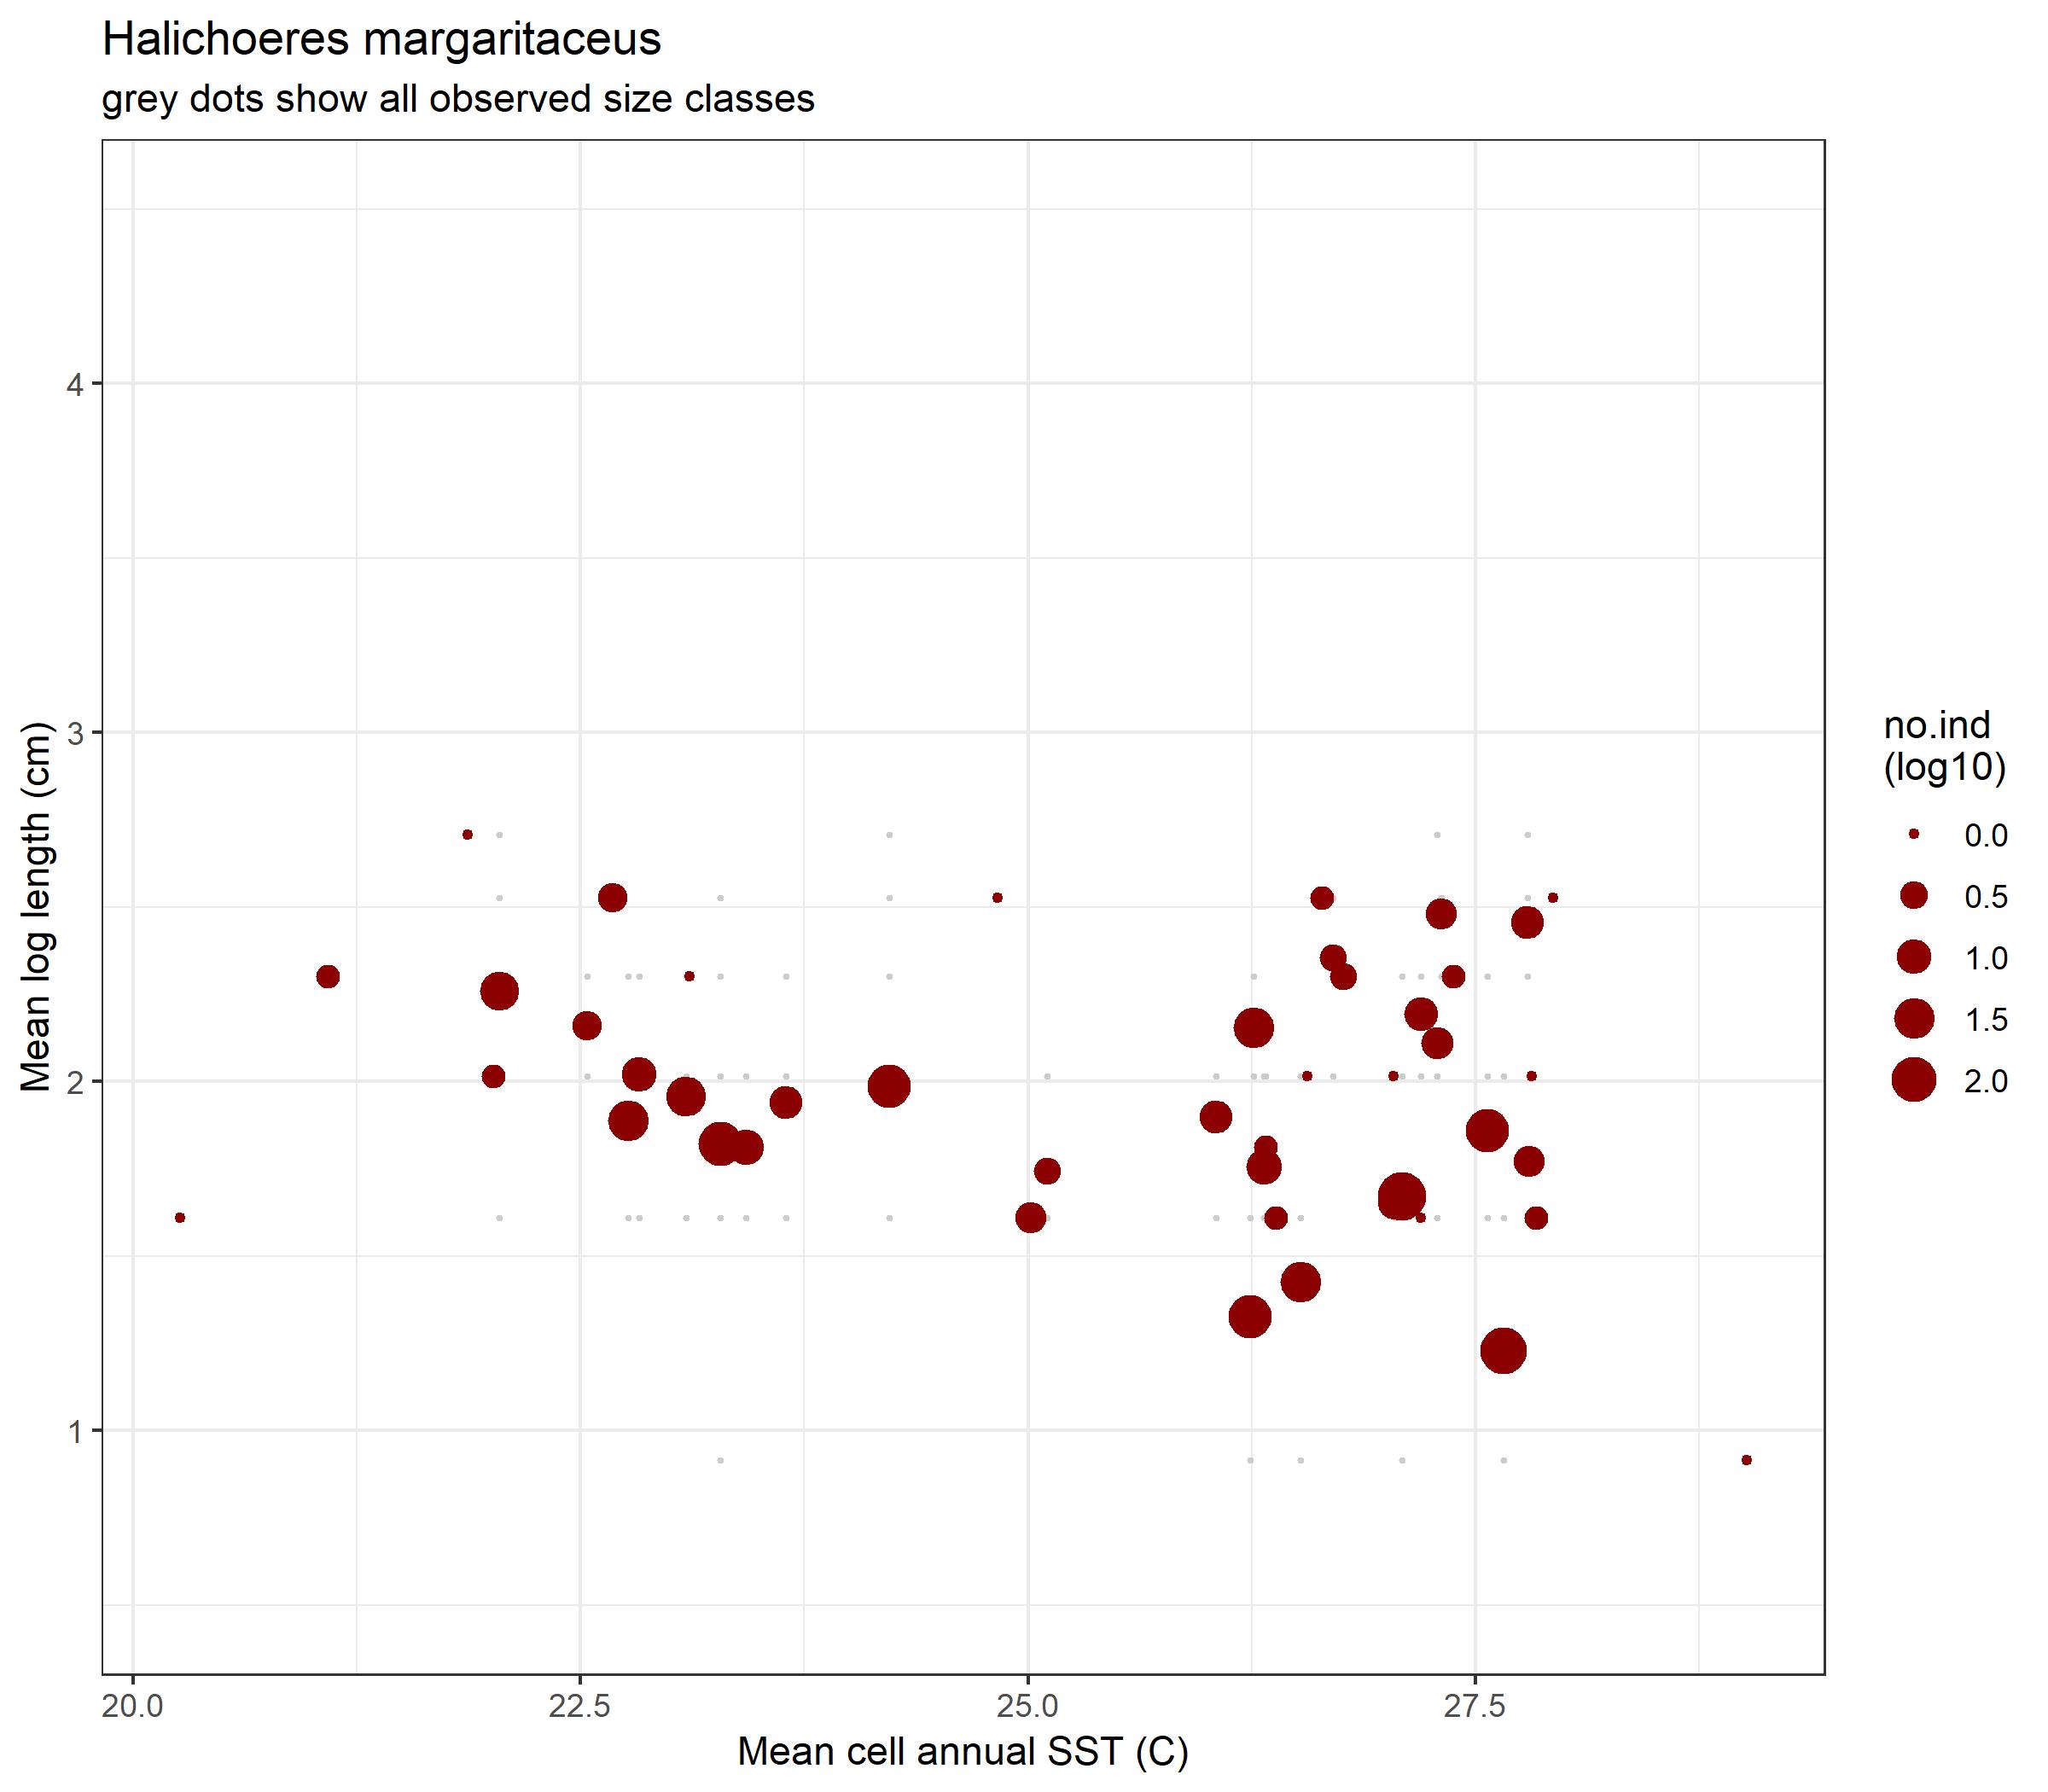 Halichoeres margaritaceus
grey dots show all observed size classes
Mean log length (cm)
4
3
2
1
20.0
22.5
25.0
27.5
Mean cell annual SST (C)
no.ind
(log10)
0.0
0.5
1.0
1.5
2.0